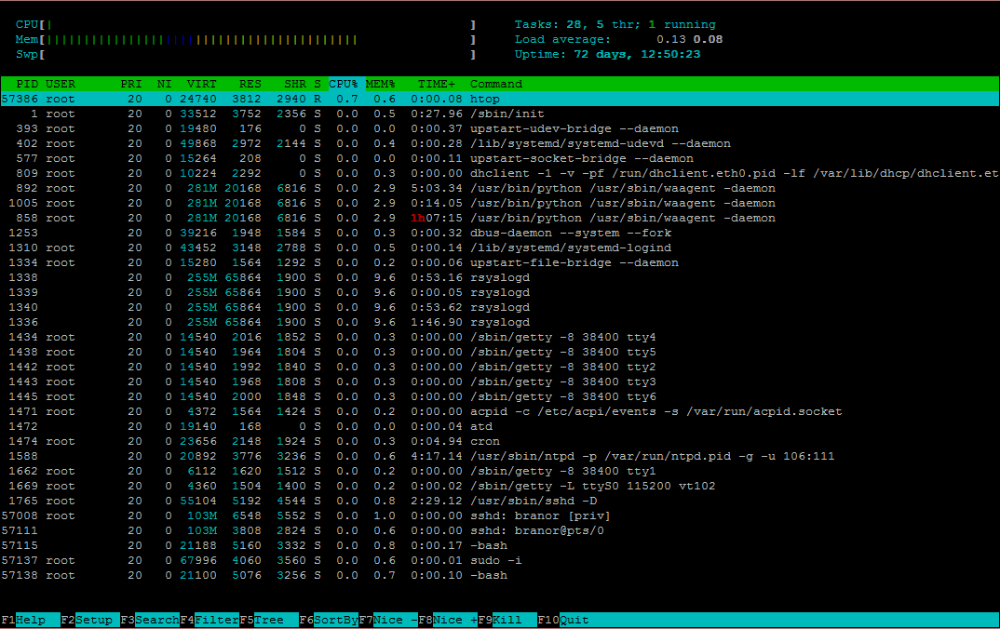 CPU[|                                                         ]     Tasks: 28, 5 thr; 1 running
Mem[||||||||||||||||||||||||||||||||||||||||||               ]     Load average:      0.13 0.08
Swp[                                                         ]     Uptime: 72 days, 12:50:23
PID USER      PRI  NI  VIRT   RES   SHR S CPU% MEM%   TIME+  Command
57386 root       20   0 24740  3812  2940 R  0.7  0.6  0:00.08 htop
1 root       20   0 33512  3752  2356 S  0.0  0.5  0:27.96 /sbin/init
393 root       20   0 19480   176     0 S  0.0  0.0  0:00.37 upstart-udev-bridge --daemon
402 root       20   0 49868  2972  2144 S  0.0  0.4  0:00.28 /lib/systemd/systemd-udevd --daemon
577 root       20   0 15264   208     0 S  0.0  0.0  0:00.11 upstart-socket-bridge --daemon
809 root       20   0 10224  2292     0 S  0.0  0.3  0:00.00 dhclient -1 -v -pf /run/dhclient.eth0.pid -lf /var/lib/dhcp/dhclient.et
892 root       20   0  281M 20168  6816 S  0.0  2.9  5:03.34 /usr/bin/python /usr/sbin/waagent -daemon
1005 root       20   0  281M 20168  6816 S  0.0  2.9  0:14.05 /usr/bin/python /usr/sbin/waagent -daemon
858 root       20   0  281M 20168  6816 S  0.0  2.9  1h07:15 /usr/bin/python /usr/sbin/waagent -daemon
1253            20   0 39216  1948  1584 S  0.0  0.3  0:00.32 dbus-daemon --system --fork
1310 root       20   0 43452  3148  2788 S  0.0  0.5  0:00.14 /lib/systemd/systemd-logind
1334 root       20   0 15280  1564  1292 S  0.0  0.2  0:00.06 upstart-file-bridge --daemon
1338            20   0  255M 65864  1900 S  0.0  9.6  0:53.16 rsyslogd
1339            20   0  255M 65864  1900 S  0.0  9.6  0:00.05 rsyslogd
1340            20   0  255M 65864  1900 S  0.0  9.6  0:53.62 rsyslogd
1336            20   0  255M 65864  1900 S  0.0  9.6  1:46.90 rsyslogd
1434 root       20   0 14540  2016  1852 S  0.0  0.3  0:00.00 /sbin/getty -8 38400 tty4
1438 root       20   0 14540  1964  1804 S  0.0  0.3  0:00.00 /sbin/getty -8 38400 tty5
1442 root       20   0 14540  1992  1840 S  0.0  0.3  0:00.00 /sbin/getty -8 38400 tty2
1443 root       20   0 14540  1968  1808 S  0.0  0.3  0:00.00 /sbin/getty -8 38400 tty3
1445 root       20   0 14540  2000  1848 S  0.0  0.3  0:00.00 /sbin/getty -8 38400 tty6
1471 root       20   0  4372  1564  1424 S  0.0  0.2  0:00.00 acpid -c /etc/acpi/events -s /var/run/acpid.socket
1472            20   0 19140   168     0 S  0.0  0.0  0:00.04 atd
1474 root       20   0 23656  2148  1924 S  0.0  0.3  0:04.94 cron
1588            20   0 20892  3776  3236 S  0.0  0.6  4:17.14 /usr/sbin/ntpd -p /var/run/ntpd.pid -g -u 106:111
1662 root       20   0  6112  1620  1512 S  0.0  0.2  0:00.00 /sbin/getty -8 38400 tty1
1669 root       20   0  4360  1504  1400 S  0.0  0.2  0:00.02 /sbin/getty -L ttyS0 115200 vt102
1765 root       20   0 55104  5192  4544 S  0.0  0.8  2:29.12 /usr/sbin/sshd -D
57008 root       20   0  103M  6548  5552 S  0.0  1.0  0:00.00 sshd: branor [priv]
57111            20   0  103M  3808  2824 S  0.0  0.6  0:00.00 sshd: branor@pts/0
57115            20   0 21188  5160  3332 S  0.0  0.8  0:00.17 -bash
57137 root       20   0 67996  4060  3560 S  0.0  0.6  0:00.01 sudo -i
57138 root       20   0 21100  5076  3256 S  0.0  0.7  0:00.10 -bash
F1Help  F2Setup F3SearchF4FilterF5Tree  F6SortByF7Nice -F8Nice +F9Kill  F10Quit